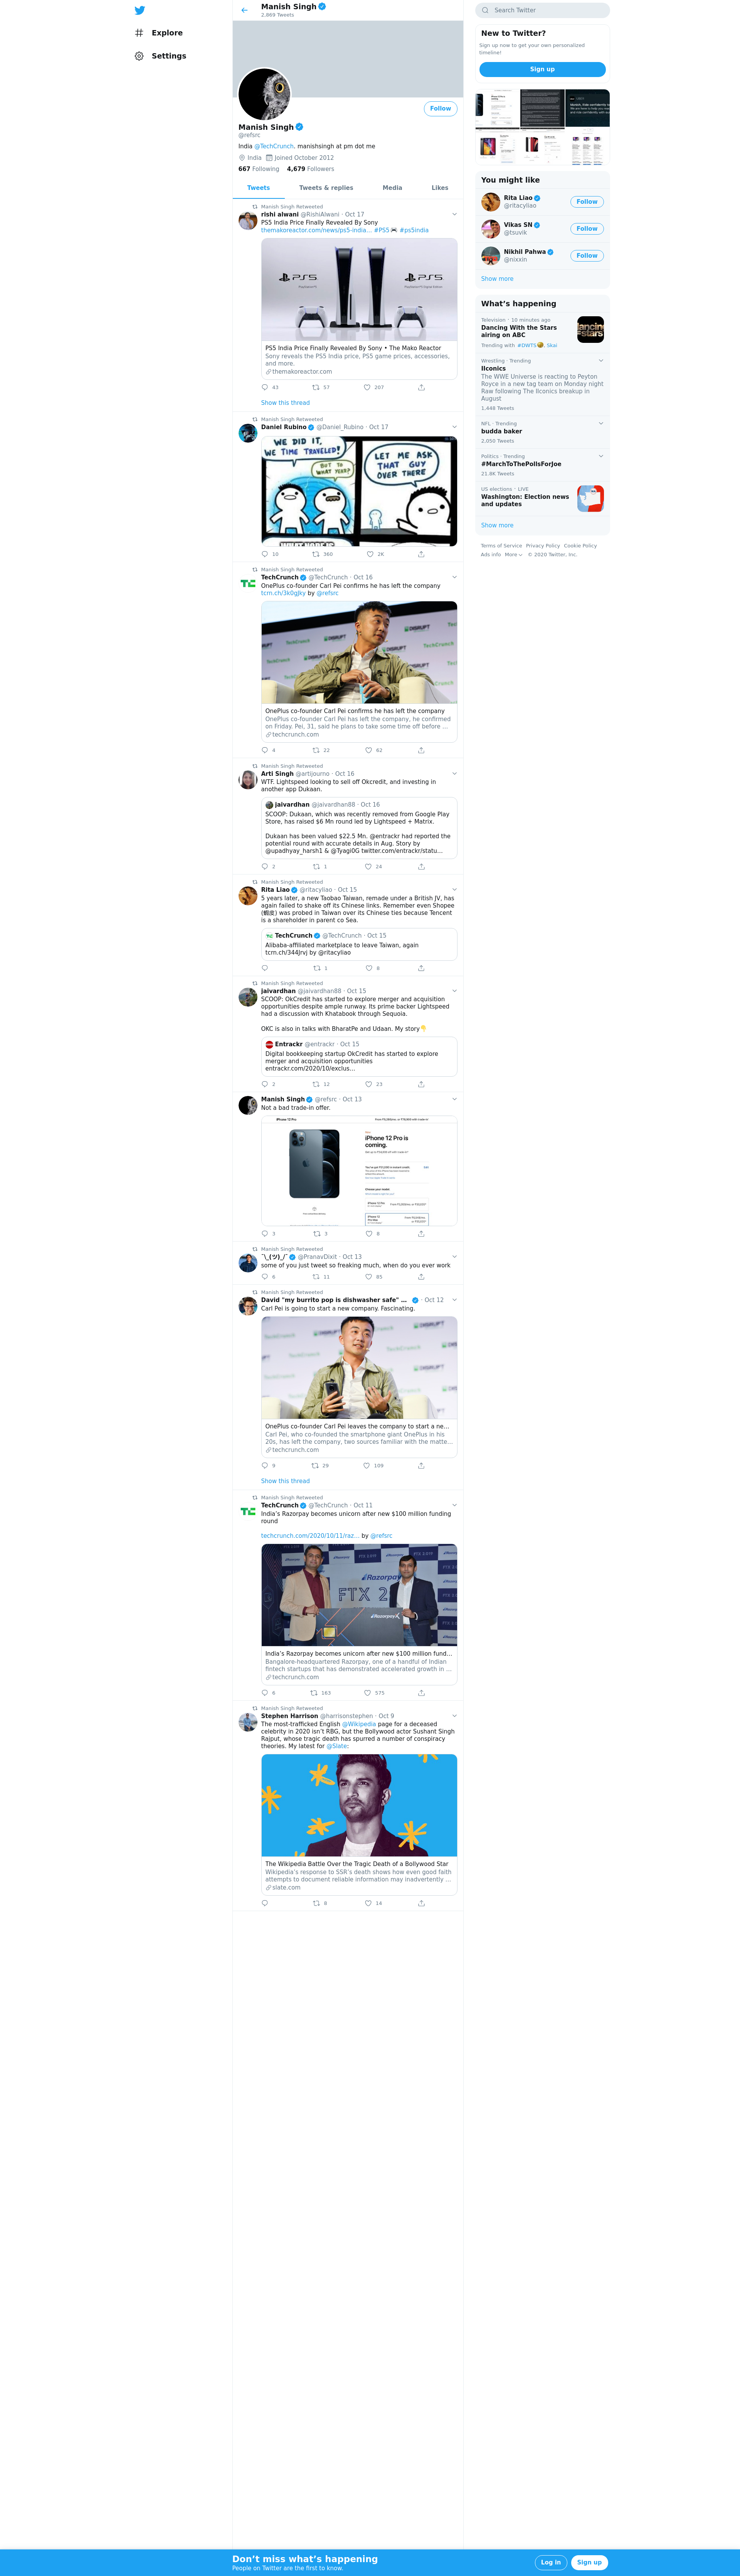 Explore
Settings
Manish Singh
2,869 Tweets
Follow
Manish Singh
@refsrc
India @TechCrunch. manishsingh at pm dot me
India Joined October 2012
667 Following 4,679 Followers
Tweets Tweets & replies Media Likes
Manish Singh Retweeted
rishi alwani @RishiAlwani · Oct 17
PS5 India Price Finally Revealed By Sony
themakoreactor.com/news/ps5-india… #PS5 🎮 #ps5india
PS5
PS5
PS5 India Price Finally Revealed By Sony • The Mako Reactor
Sony reveals the PS5 India price, PS5 game prices, accessories,
and more.
themakoreactor.com
43 57 207
Show this thread
Manish Singh Retweeted
Daniel Rubino @Daniel_Rubino · Oct 17
WE DID IT,
WE TIME TRAVELED!
BUT TO
WHAT YEAR?
LET ME ASK
THAT GUY
OVER THERE
10 360 2K
Manish Singh Retweeted
TechCrunch @TechCrunch · Oct 16
OnePlus co-founder Carl Pei confirms he has left the company
tcrn.ch/3k0gJky by @refsrc
DISRUPT
OnePlus co-founder Carl Pei confirms he has left the company
OnePlus co-founder Carl Pei has left the company, he confirmed
on Friday. Pei, 31, said he plans to take some time off before …
techcrunch.com
4 22 62
Manish Singh Retweeted
Arti Singh @artijourno · Oct 16
WTF. Lightspeed looking to sell off Okcredit, and investing in
another app Dukaan.
jaivardhan @jaivardhan88 · Oct 16
SCOOP: Dukaan, which was recently removed from Google Play
Store, has raised $6 Mn round led by Lightspeed + Matrix.
Dukaan has been valued $22.5 Mn. @entrackr had reported the
potential round with accurate details in Aug. Story by
@upadhyay_harsh1 & @Tyagi0G twitter.com/entrackr/statu…
2 1 24
Manish Singh Retweeted
Rita Liao @ritacyliao · Oct 15
5 years later, a new Taobao Taiwan, remade under a British JV, has
again failed to shake off its Chinese links. Remember even Shopee
(蝦皮) was probed in Taiwan over its Chinese ties because Tencent
is a shareholder in parent co Sea.
TechCrunch @TechCrunch · Oct 15
Alibaba-affiliated marketplace to leave Taiwan, again
tcrn.ch/344Jrvj by @ritacyliao
1 8
Manish Singh Retweeted
jaivardhan @jaivardhan88 · Oct 15
SCOOP: OkCredit has started to explore merger and acquisition
opportunities despite ample runway. Its prime backer Lightspeed
had a discussion with Khatabook through Sequoia.
OKC is also in talks with BharatPe and Udaan. My story👇
Entrackr @entrackr · Oct 15
Digital bookkeeping startup OkCredit has started to explore
merger and acquisition opportunities
entrackr.com/2020/10/exclus…
2 12 23
Manish Singh @refsrc · Oct 13
Not a bad trade-in offer.
iPhone 12 Pro
iPhone 12 Pro is
coming.
3 3 8
Manish Singh Retweeted
¯\_(ツ)_/¯ @PranavDixit · Oct 13
some of you just tweet so freaking much, when do you ever work
6 11 85
Manish Singh Retweeted
David "my burrito pop is dishwasher safe" … · Oct 12
Carl Pei is going to start a new company. Fascinating.
DISRUPT
OnePlus co-founder Carl Pei leaves the company to start a ne…
Carl Pei, who co-founded the smartphone giant OnePlus in his
20s, has left the company, two sources familiar with the matte…
techcrunch.com
9 29 109
Show this thread
Manish Singh Retweeted
TechCrunch @TechCrunch · Oct 11
India's Razorpay becomes unicorn after new $100 million funding
round
techcrunch.com/2020/10/11/raz… by @refsrc
Razorpay
FTX 2
RazorpayX
India's Razorpay becomes unicorn after new $100 million fund…
Bangalore-headquartered Razorpay, one of a handful of Indian
fintech startups that has demonstrated accelerated growth in …
techcrunch.com
6 163 575
Manish Singh Retweeted
Stephen Harrison @harrisonstephen · Oct 9
The most-trafficked English @Wikipedia page for a deceased
celebrity in 2020 isn't RBG, but the Bollywood actor Sushant Singh
Rajput, whose tragic death has spurred a number of conspiracy
theories. My latest for @Slate:
The Wikipedia Battle Over the Tragic Death of a Bollywood Star
Wikipedia's response to SSR's death shows how even good faith
attempts to document reliable information may inadvertently …
slate.com
8 14
Search Twitter
New to Twitter?
Sign up now to get your own personalized
timeline!
Sign up
You might like
Rita Liao
@ritacyliao
Follow
Vikas SN
@tsuvik
Follow
Nikhil Pahwa
@nixxin
Follow
Show more
What's happening
Television · 10 minutes ago
Dancing With the Stars
airing on ABC
Trending with #DWTS, Skai
Wrestling · Trending
IIconics
The WWE Universe is reacting to Peyton
Royce in a new tag team on Monday night
Raw following The IIconics breakup in
August
1,448 Tweets
NFL · Trending
budda baker
2,050 Tweets
Politics · Trending
#MarchToThePollsForJoe
21.8K Tweets
US elections · LIVE
Washington: Election news
and updates
Show more
Terms of Service Privacy Policy Cookie Policy
Ads info More © 2020 Twitter, Inc.
Don't miss what's happening
People on Twitter are the first to know.
Log in
Sign up